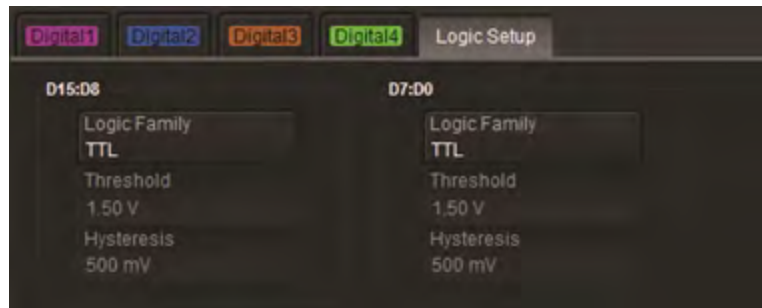 Digital1 Digital2 Digital3 Digital4 Logic Setup
D15:D8 D7:D0
Logic Family Logic Family
TTL TTL
Threshold Threshold
1.50 V 1.50 V
Hysteresis Hysteresis
500 mV 500 mV